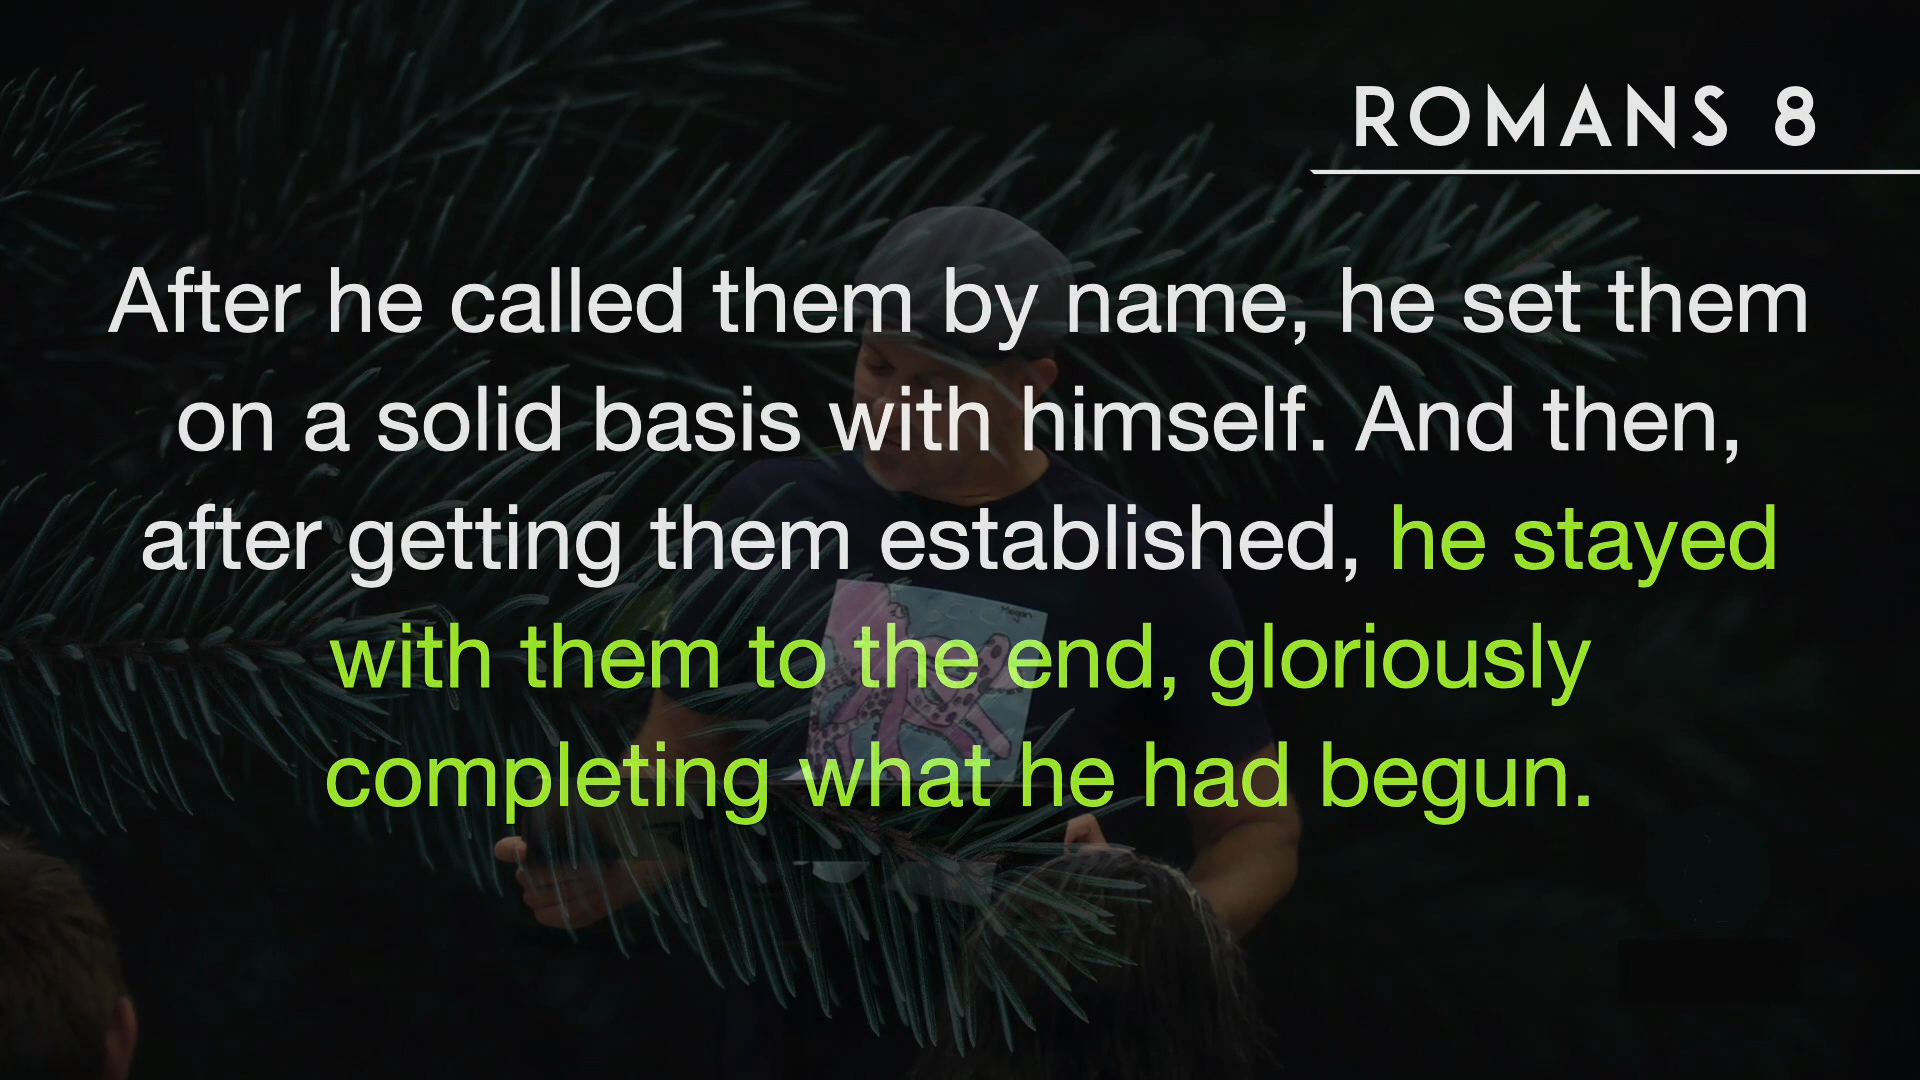 ROMANS 8
After he called them by name, he set them
on a solid basis with himself. And then,
after getting them established, he stayed
with them to the end, gloriously
completing what he had begun.
Megan